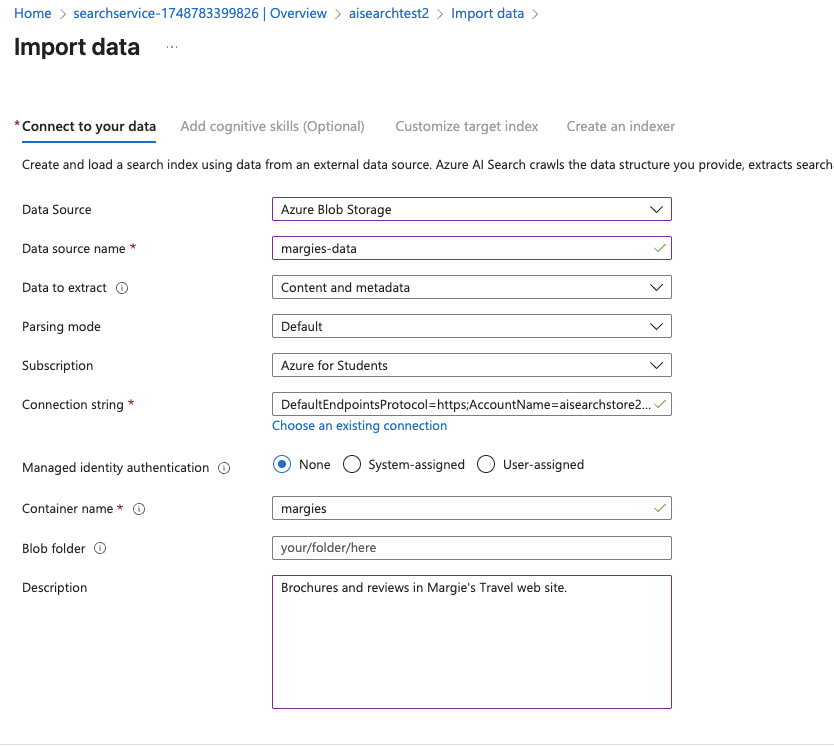 Home > searchservice-1748783399826 | Overview > aisearchtest2 > Import data >
Import data ...
* Connect to your data Add cognitive skills (Optional) Customize target index Create an indexer
Create and load a search index using data from an external data source. Azure AI Search crawls the data structure you provide, extracts searcha
Data Source Azure Blob Storage
Data source name * margies-data
Data to extract Content and metadata
Parsing mode Default
Subscription Azure for Students
Connection string * DefaultEndpointsProtocol=https;AccountName=aisearchstore2...
Choose an existing connection
Managed identity authentication None System-assigned User-assigned
Container name * margies
Blob folder your/folder/here
Description Brochures and reviews in Margie's Travel web site.